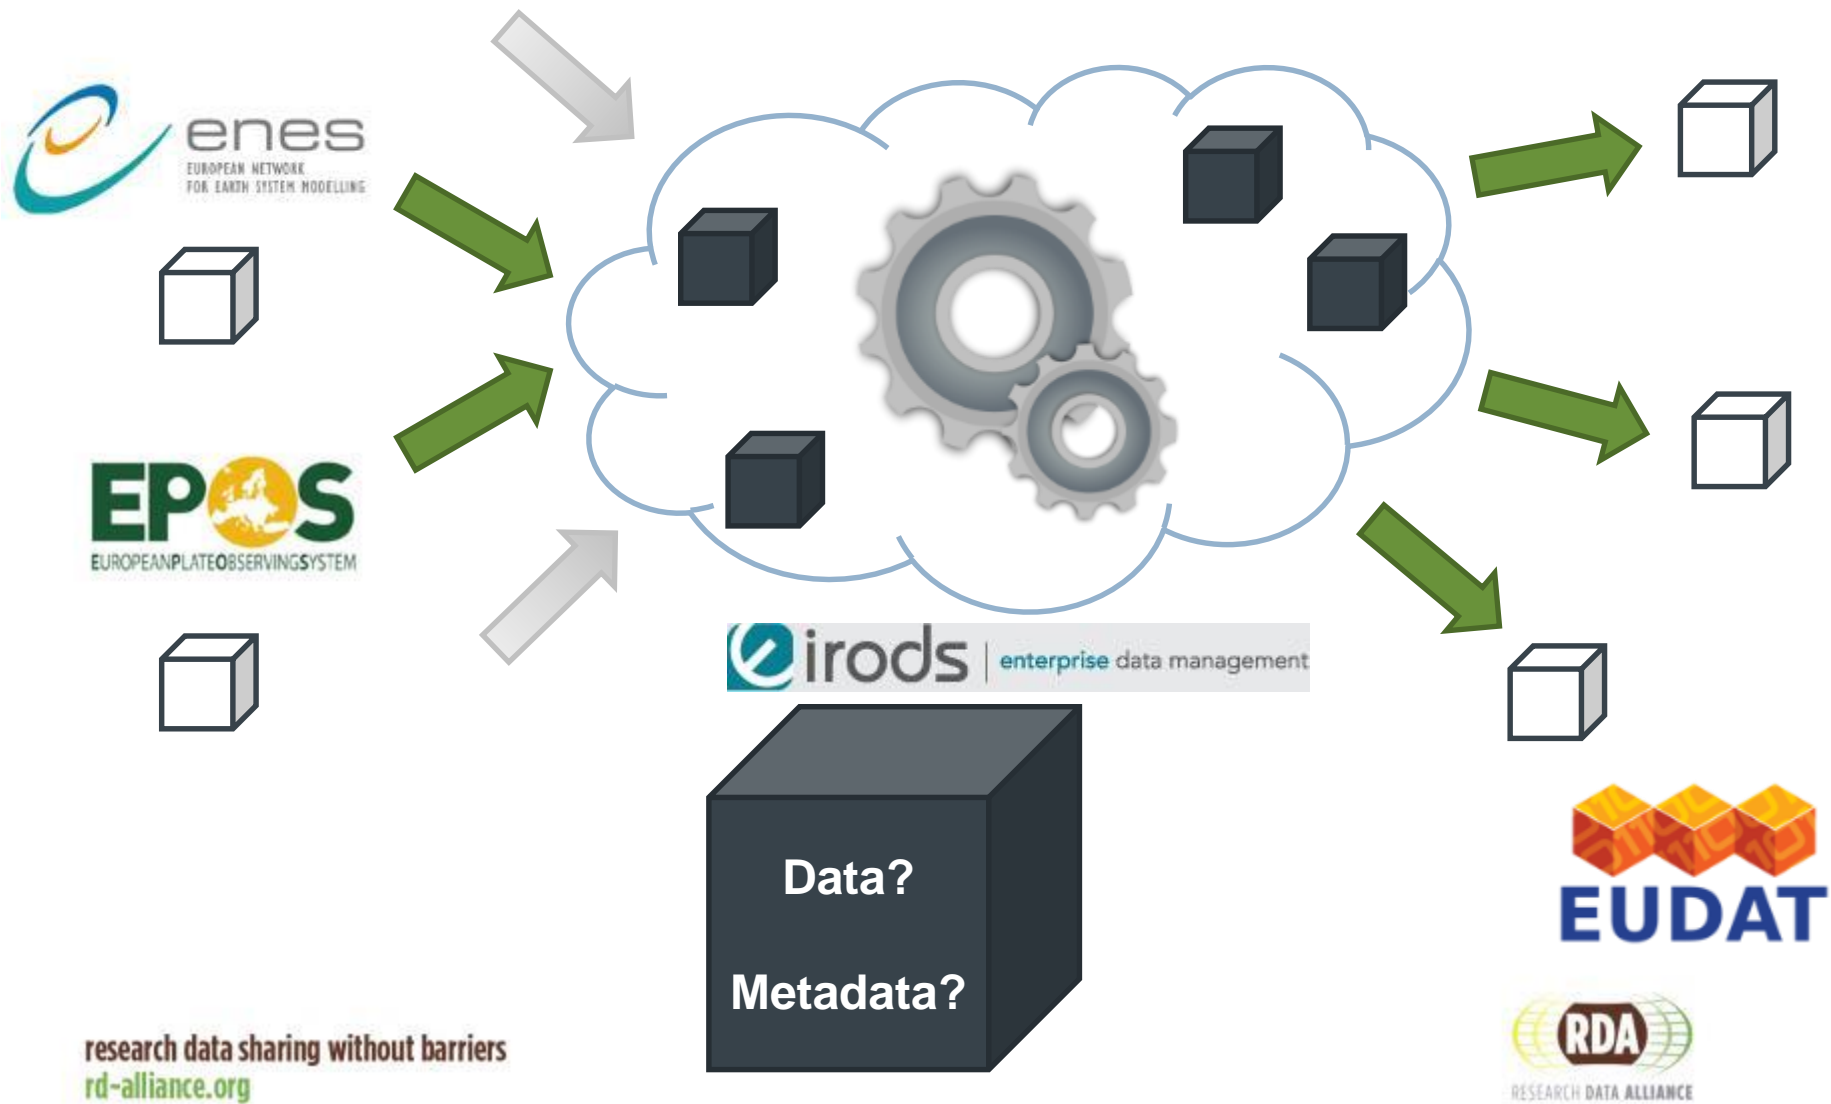 enes
EUROPEAN NETWORK
FOR EARTH SYSTEM MODELLING
EPOS
EUROPEANPLATEOBSERVINGSYSTEM
e irods | enterprise data management
Data?
Metadata?
EUDAT
RDA
RESEARCH DATA ALLIANCE
research data sharing without barriers
rd-alliance.org